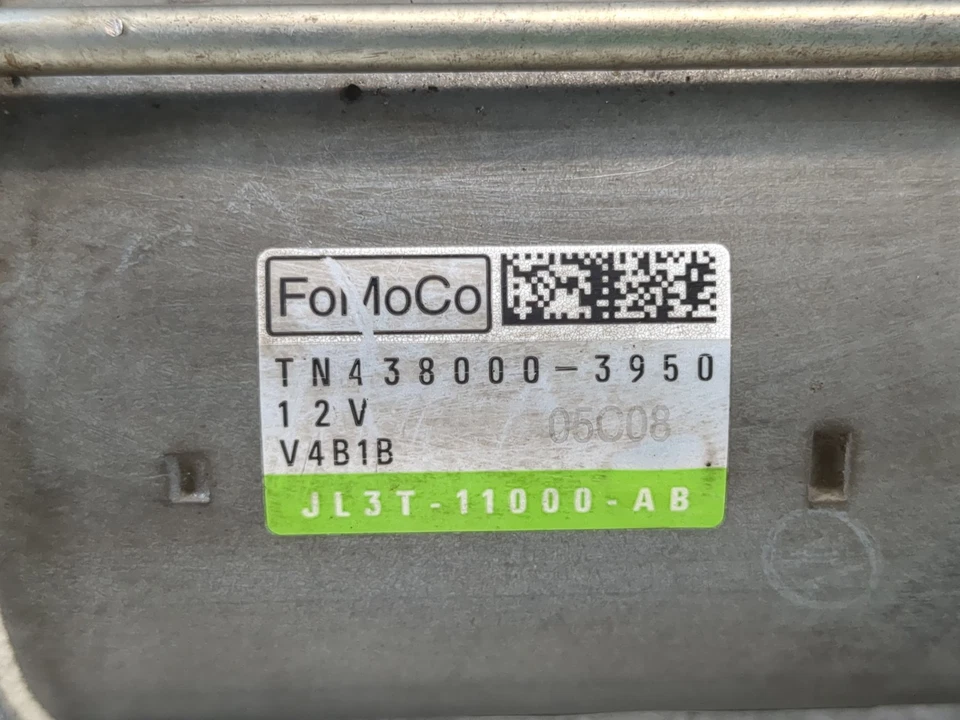 FoMoCo
TN438000-3950
12V
05C08
V4B1B
JL3T-11000-AB